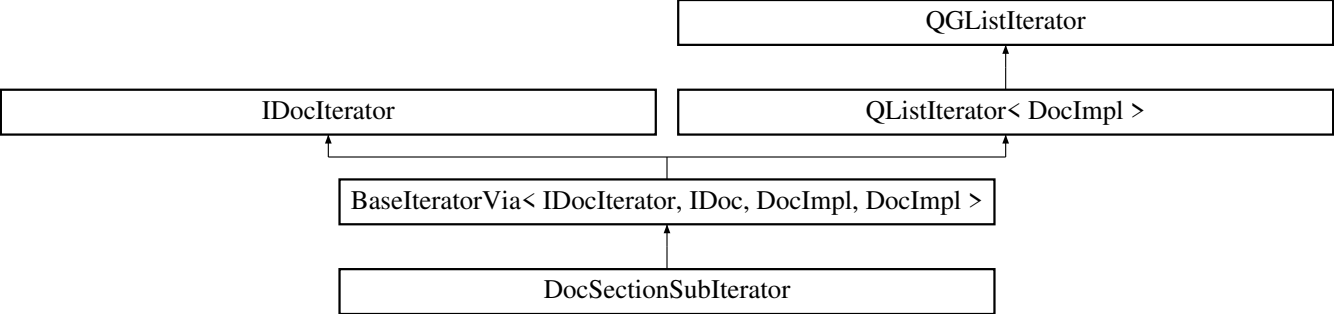 QGListIterator
IDocIterator
QListIterator< DocImpl >
BaseIteratorVia< IDocIterator, IDoc, DocImpl, DocImpl >
DocSectionSubIterator